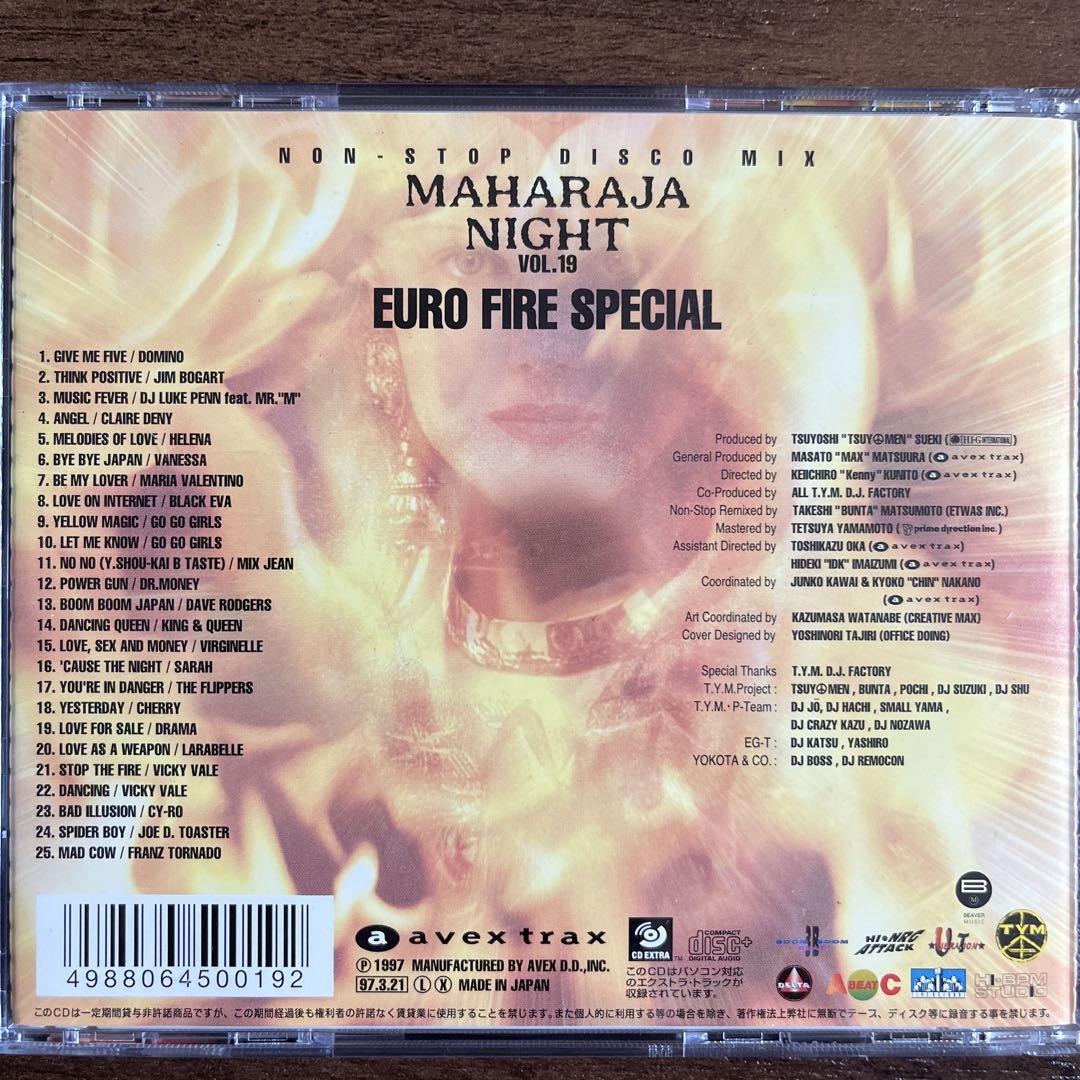 NON-STOP DISCO MIX
MAHARAJA
NIGHT
VOL.19
EURO FIRE SPECIAL
1. GIVE ME FIVE / DOMINO
2. THINK POSITIVE / JIM BOGART
3. MUSIC FEVER / DJ LUKE PENN feat. MR."M"
4. ANGEL / CLAIRE DENY
5. MELODIES OF LOVE / HELENA
6. BYE BYE JAPAN / VANESSA
7. BE MY LOVER / MARIA VALENTINO
8. LOVE ON INTERNET / BLACK EVA
9. YELLOW MAGIC / GO GO GIRLS
10. LET ME KNOW / GO GO GIRLS
11. NO NO (Y.SHOU-KAI B TASTE) / MIX JEAN
12. POWER GUN / DR.MONEY
13. BOOM BOOM JAPAN / DAVE RODGERS
14. DANCING QUEEN / KING & QUEEN
15. LOVE, SEX AND MONEY / VIRGINELLE
16. 'CAUSE THE NIGHT / SARAH
17. YOU'RE IN DANGER / THE FLIPPERS
18. YESTERDAY / CHERRY
19. LOVE FOR SALE / DRAMA
20. LOVE AS A WEAPON / LARABELLE
21. STOP THE FIRE / VICKY VALE
22. DANCING / VICKY VALE
23. BAD ILLUSION / CY-RO
24. SPIDER BOY / JOE D. TOASTER
25. MAD COW / FRANZ TORNADO
Produced by TSUYOSHI "TSUY☮MEN" SUEKI (HI-G INTERNATIONAL)
General Produced by MASATO "MAX" MATSUURA (a avex trax)
Directed by KEIICHIRO "Kenny" KUNITO (a avex trax)
Co-Produced by ALL T.Y.M. D.J. FACTORY
Non-Stop Remixed by TAKESHI "BUNTA" MATSUMOTO (ETWAS INC.)
Mastered by TETSUYA YAMAMOTO (prime direction inc.)
Assistant Directed by TOSHIKAZU OKA (a avex trax)
HIDEKI "IDK" IMAIZUMI (a avex trax)
Coordinated by JUNKO KAWAI & KYOKO "CHIN" NAKANO
(a avex trax)
Art Coordinated by KAZUMASA WATANABE (CREATIVE MAX)
Cover Designed by YOSHINORI TAJIRI (OFFICE DOING)
Special Thanks T.Y.M. D.J. FACTORY
T.Y.M.Project : TSUY☮MEN , BUNTA , POCHI , DJ SUZUKI , DJ SHU
T.Y.M.・P-Team : DJ JŌ, DJ HACHI , SMALL YAMA ,
DJ CRAZY KAZU , DJ NOZAWA
EG-T : DJ KATSU , YASHIRO
YOKOTA & CO. : DJ BOSS , DJ REMOCON
4988064500192
a avex trax
Ⓟ 1997 MANUFACTURED BY AVEX D.D.,INC.
97.3.21 Ⓛ Ⓧ MADE IN JAPAN
CD EXTRA TM
COMPACT disc+ DIGITAL AUDIO
このCDはパソコン対応
のエクストラ・トラックが
収録されています。
B (M) BEAVER MUSIC
BOOM BOOM
HI-NRG ATTACK
TYM
DELTA
A BEAT C
HI-BPM STUDIO
このCDは一定期間貸与非許諾商品ですが、この期間経過後も権利者の許諾なく賃貸業に使用することを禁じます。また個人的に利用する等の場合を除き、著作権法上弊社に無断でテープ、ディスク等に録音する事を禁じます。